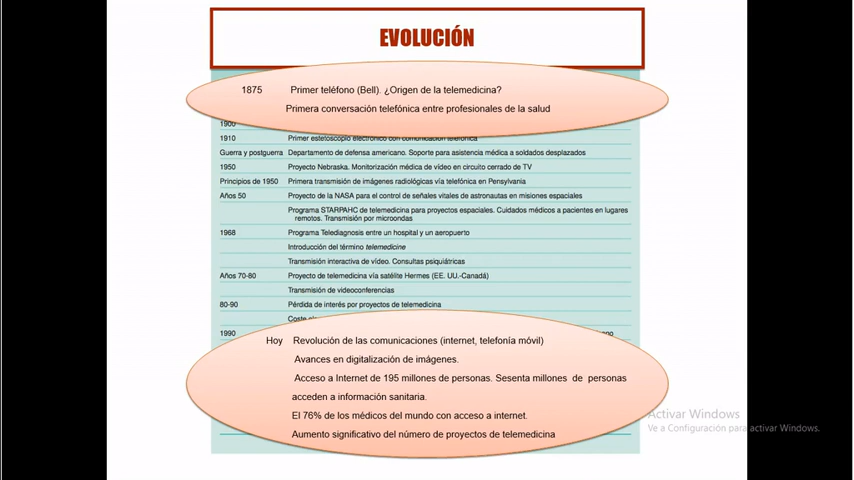 EVOLUCIÓN
1875 Primer teléfono (Bell). ¿Origen de la telemedicina?
Primera conversación telefónica entre profesionales de la salud
1900
1910 Primer estetoscopio electrónico con comunicación telefónica
Guerra y postguerra Departamento de defensa americano. Soporte para asistencia médica a soldados desplazados
1950 Proyecto Nebraska. Monitorización médica de vídeo en circuito cerrado de TV
Principios de 1950 Primera transmisión de imágenes radiológicas vía telefónica en Pensylvania
Años 50 Proyecto de la NASA para el control de señales vitales de astronautas en misiones espaciales
Programa STARPAHC de telemedicina para proyectos espaciales. Cuidados médicos a pacientes en lugares
remotos. Transmisión por microondas
1968 Programa Telediagnosis entre un hospital y un aeropuerto
Introducción del término telemedicine
Transmisión interactiva de vídeo. Consultas psiquiátricas
Años 70-80 Proyecto de telemedicina vía satélite Hermes (EE. UU.-Canadá)
Transmisión de videoconferencias
80-90 Pérdida de interés por proyectos de telemedicina
Coste
1990
Hoy Revolución de las comunicaciones (internet, telefonía móvil)
Avances en digitalización de imágenes.
Acceso a Internet de 195 millones de personas. Sesenta millones de personas
acceden a información sanitaria.
El 76% de los médicos del mundo con acceso a internet.
Aumento significativo del número de proyectos de telemedicina
Activar Windows
Ve a Configuración para activar Windows.